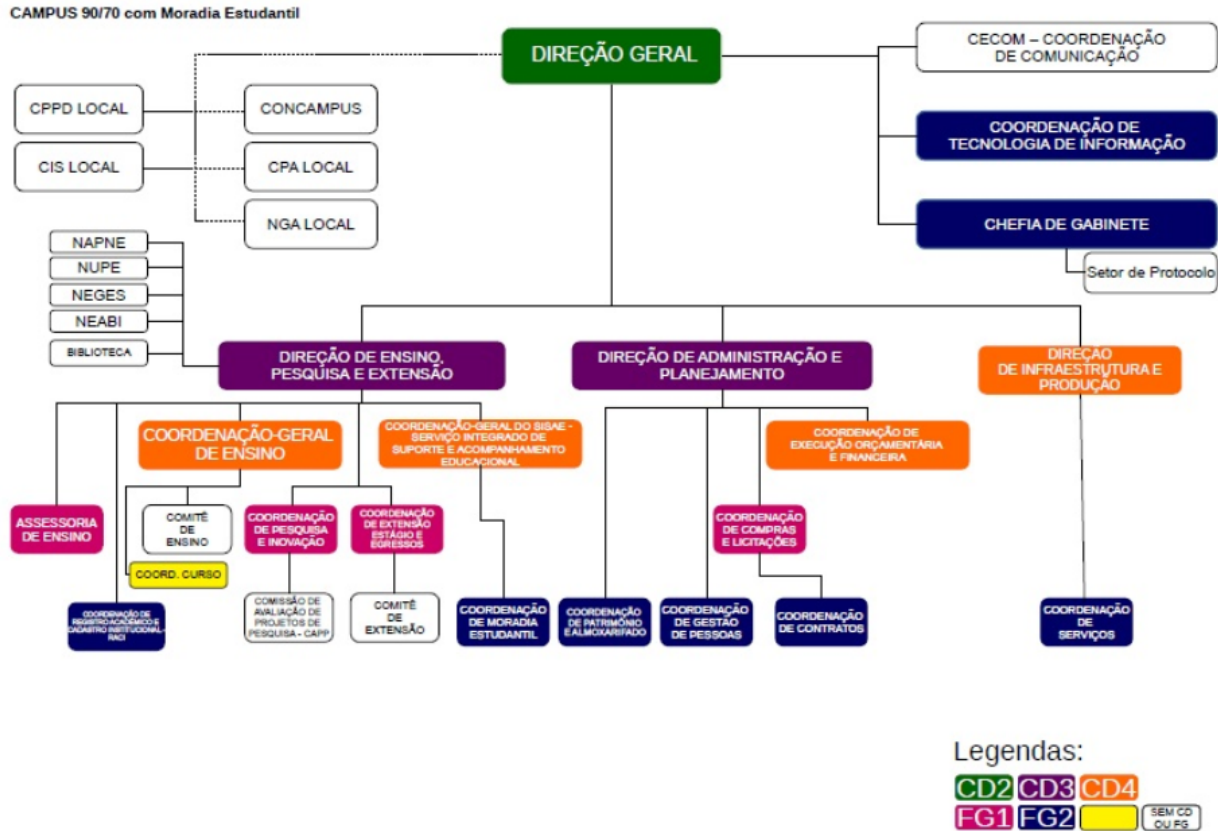 CAMPUS 90/70 com Moradia Estudantil
DIREÇÃO GERAL
CECOM – COORDENAÇÃO
DE COMUNICAÇÃO
CPPD LOCAL
CONCAMPUS
COORDENAÇÃO DE
TECNOLOGIA DE INFORMAÇÃO
CIS LOCAL
CPA LOCAL
NGA LOCAL
CHEFIA DE GABINETE
Setor de Protocolo
NAPNE
NUPE
NEGES
NEABI
BIBLIOTECA
DIREÇÃO DE ENSINO,
PESQUISA E EXTENSÃO
DIREÇÃO DE ADMINISTRAÇÃO E
PLANEJAMENTO
DIREÇÃO
DE INFRAESTRUTURA E
PRODUÇÃO
COORDENAÇÃO-GERAL
DE ENSINO
COORDENAÇÃO-GERAL DO SISAE -
SERVIÇO INTEGRADO DE
SUPORTE E ACOMPANHAMENTO
EDUCACIONAL
COORDENAÇÃO DE
EXECUÇÃO ORÇAMENTÁRIA
E FINANCEIRA
ASSESSORIA
DE ENSINO
COMITÊ
DE
ENSINO
COORDENAÇÃO
DE PESQUISA
E INOVAÇÃO
COORDENAÇÃO
DE EXTENSÃO
ESTÁGIO E
EGRESSOS
COORDENAÇÃO
DE COMPRAS
E LICITAÇÕES
COORD. CURSO
COORDENAÇÃO DE
REGISTRO ACADÊMICO E
CADASTRO INSTITUCIONAL -
RACI
COMISSÃO DE
AVALIAÇÃO DE
PROJETOS DE
PESQUISA - CAPP
COMITÊ
DE
EXTENSÃO
COORDENAÇÃO
DE MORADIA
ESTUDANTIL
COORDENAÇÃO
DE PATRIMÔNIO
E ALMOXARIFADO
COORDENAÇÃO
DE GESTÃO
DE PESSOAS
COORDENAÇÃO
DE CONTRATOS
COORDENAÇÃO
DE
SERVIÇOS
Legendas:
CD2 CD3 CD4
FG1 FG2 SEM CD
OU FG